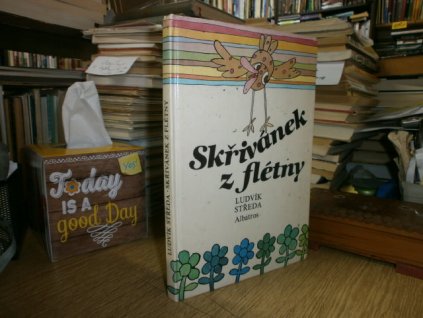 Today
IS A
good Day
LUDVÍK STŘEDA SKŘIVÁNEK Z FLÉTNY
Skřivánek
z flétny
LUDVÍK
STŘEDA
Albatros